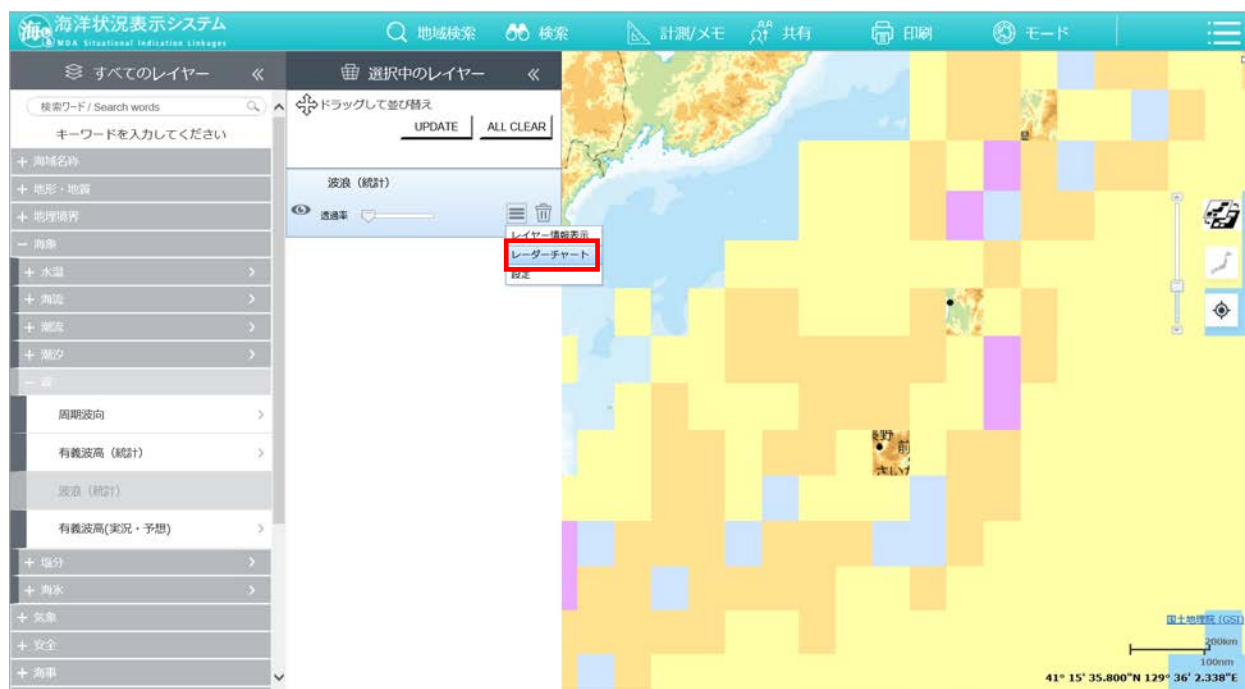 海洋状況表示システム
MDA Situational Indication Linkages
地域検索
検索
計測/メモ
共有
印刷
モード
すべてのレイヤー
«
選択中のレイヤー
«
検索ワード / Search words
キーワードを入力してください
+ 海域名称
+ 地形・地質
+ 地理境界
− 海象
+ 水温 >
+ 海流 >
+ 潮流 >
+ 潮汐 >
− 波
周期波向 >
有義波高（統計） >
波浪（統計）
有義波高(実況・予想) >
+ 塩分 >
+ 海氷 >
+ 気象
+ 安全
+ 海事
ドラッグして並び替え
UPDATE ALL CLEAR
波浪（統計）
透過率
レイヤー情報表示
レーダーチャート
設定
国土地理院 (GSI)
200km
100nm
41° 15' 35.800"N 129° 36' 2.338"E